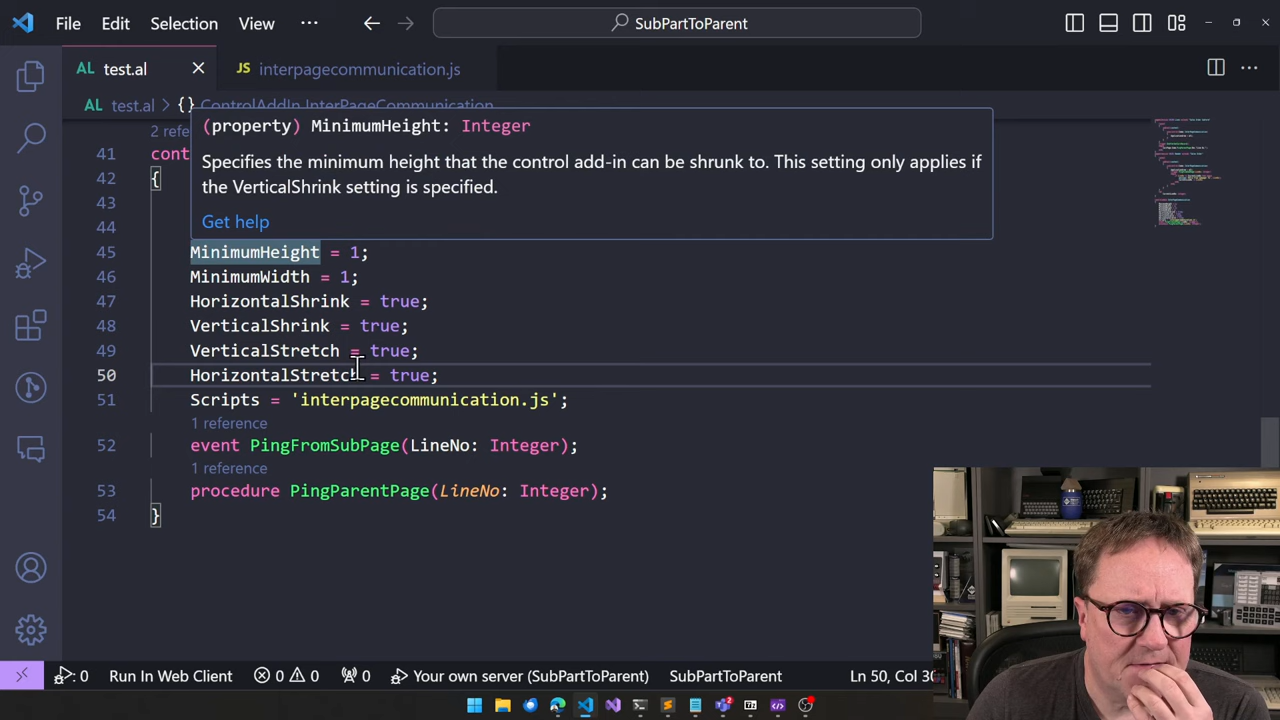 File Edit Selection View ··· SubPartToParent
AL test.al JS interpagecommunication.js
AL test.al > {} ControlAddIn InterPageCommunication
2 refe
(property) MinimumHeight: Integer
Specifies the minimum height that the control add-in can be shrunk to. This setting only applies if
the VerticalShrink setting is specified.
Get help
41 cont
42 {
43
44
45 MinimumHeight = 1;
46 MinimumWidth = 1;
47 HorizontalShrink = true;
48 VerticalShrink = true;
49 VerticalStretch = true;
50 HorizontalStretch = true;
51 Scripts = 'interpagecommunication.js';
1 reference
52 event PingFromSubPage(LineNo: Integer);
1 reference
53 procedure PingParentPage(LineNo: Integer);
54 }
0 Run In Web Client 0 0 0 Your own server (SubPartToParent) SubPartToParent Ln 50, Col 30